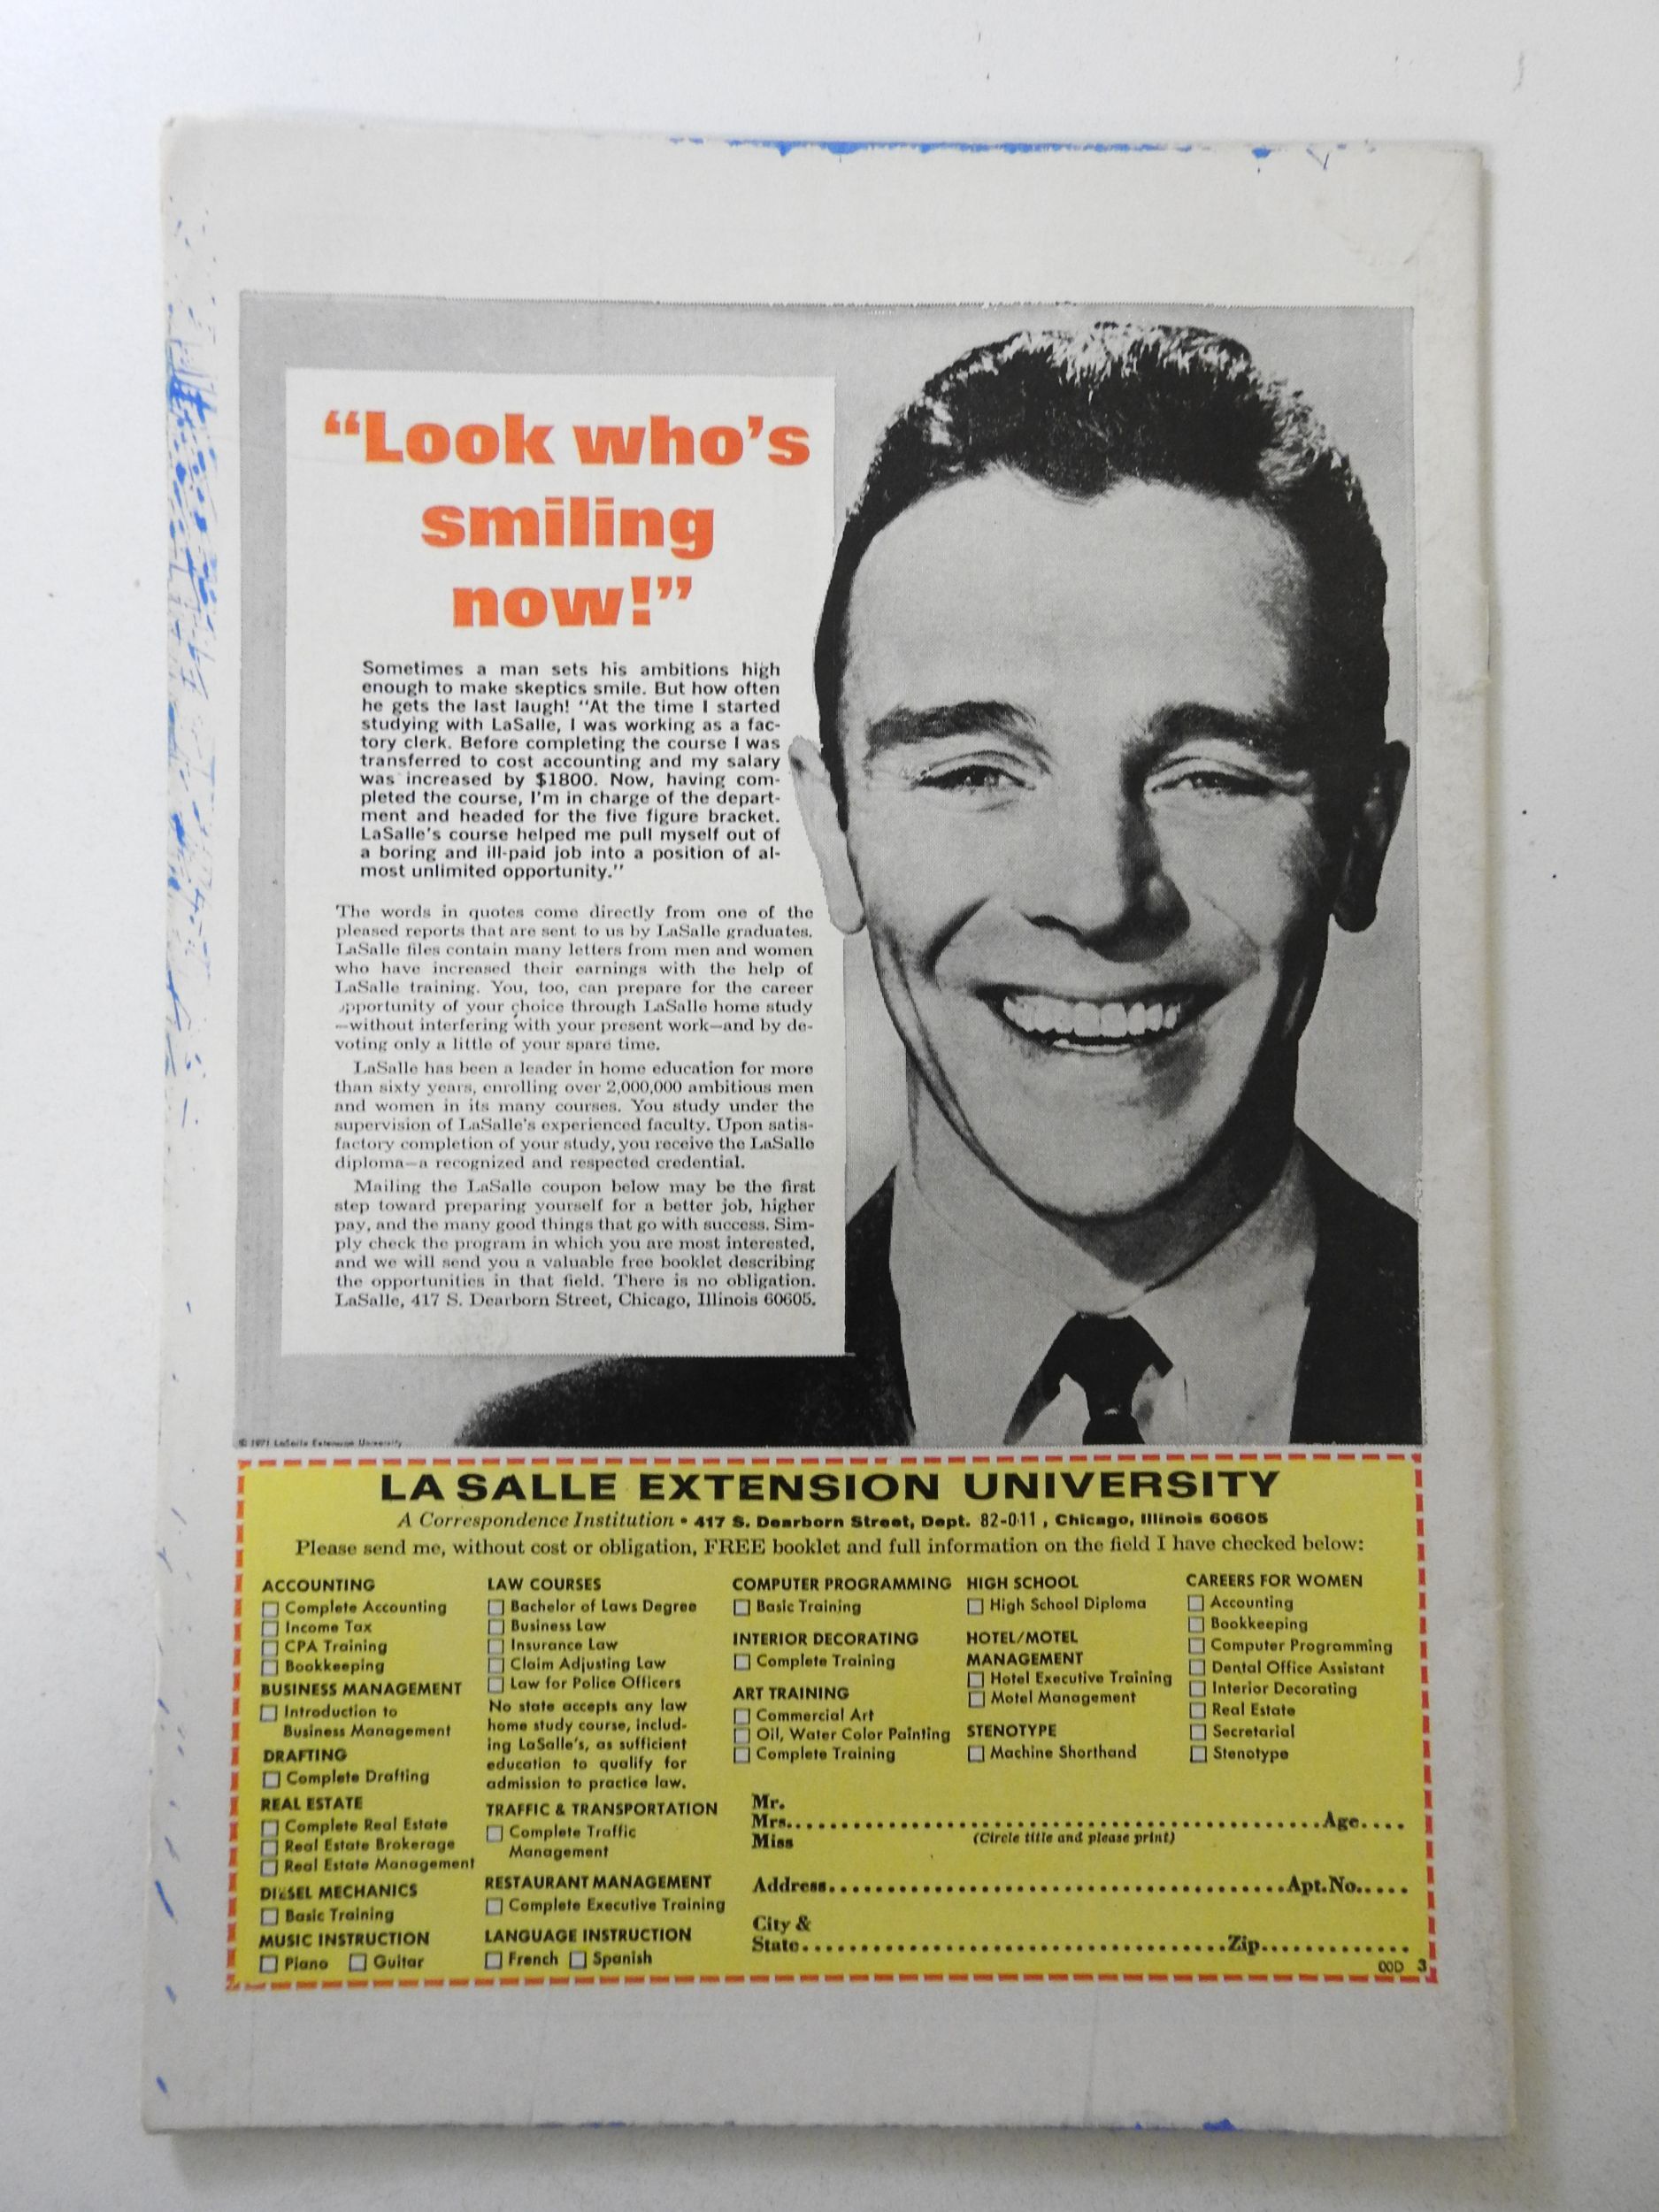 “Look who’s
smiling
now!”
Sometimes a man sets his ambitions high
enough to make skeptics smile. But how often
he gets the last laugh! “At the time I started
studying with LaSalle, I was working as a fac-
tory clerk. Before completing the course I was
transferred to cost accounting and my salary
was increased by $1800. Now, having com-
pleted the course, I’m in charge of the depart-
ment and headed for the five figure bracket.
LaSalle’s course helped me pull myself out of
a boring and ill-paid job into a position of al-
most unlimited opportunity.”
The words in quotes come directly from one of the
pleased reports that are sent to us by LaSalle graduates.
LaSalle files contain many letters from men and women
who have increased their earnings with the help of
LaSalle training. You, too, can prepare for the career
opportunity of your choice through LaSalle home study
—without interfering with your present work—and by de-
voting only a little of your spare time.
LaSalle has been a leader in home education for more
than sixty years, enrolling over 2,000,000 ambitious men
and women in its many courses. You study under the
supervision of LaSalle’s experienced faculty. Upon satis-
factory completion of your study, you receive the LaSalle
diploma—a recognized and respected credential.
Mailing the LaSalle coupon below may be the first
step toward preparing yourself for a better job, higher
pay, and the many good things that go with success. Sim-
ply check the program in which you are most interested,
and we will send you a valuable free booklet describing
the opportunities in that field. There is no obligation.
LaSalle, 417 S. Dearborn Street, Chicago, Illinois 60605.
© 1971 LaSalle Extension University
LA SALLE EXTENSION UNIVERSITY
A Correspondence Institution • 417 S. Dearborn Street, Dept. 82-011, Chicago, Illinois 60605
Please send me, without cost or obligation, FREE booklet and full information on the field I have checked below:
ACCOUNTING
Complete Accounting
Income Tax
CPA Training
Bookkeeping
BUSINESS MANAGEMENT
Introduction to
Business Management
DRAFTING
Complete Drafting
REAL ESTATE
Complete Real Estate
Real Estate Brokerage
Real Estate Management
DIESEL MECHANICS
Basic Training
MUSIC INSTRUCTION
Piano Guitar
LAW COURSES
Bachelor of Laws Degree
Business Law
Insurance Law
Claim Adjusting Law
Law for Police Officers
No state accepts any law
home study course, includ-
ing LaSalle’s, as sufficient
education to qualify for
admission to practice law.
TRAFFIC & TRANSPORTATION
Complete Traffic
Management
RESTAURANT MANAGEMENT
Complete Executive Training
LANGUAGE INSTRUCTION
French Spanish
COMPUTER PROGRAMMING
Basic Training
INTERIOR DECORATING
Complete Training
ART TRAINING
Commercial Art
Oil, Water Color Painting
Complete Training
HIGH SCHOOL
High School Diploma
HOTEL/MOTEL
MANAGEMENT
Hotel Executive Training
Motel Management
STENOTYPE
Machine Shorthand
CAREERS FOR WOMEN
Accounting
Bookkeeping
Computer Programming
Dental Office Assistant
Interior Decorating
Real Estate
Secretarial
Stenotype
Mr.
Mrs. Age
Miss (Circle title and please print)
Address Apt.No.
City &
State Zip
00D 3